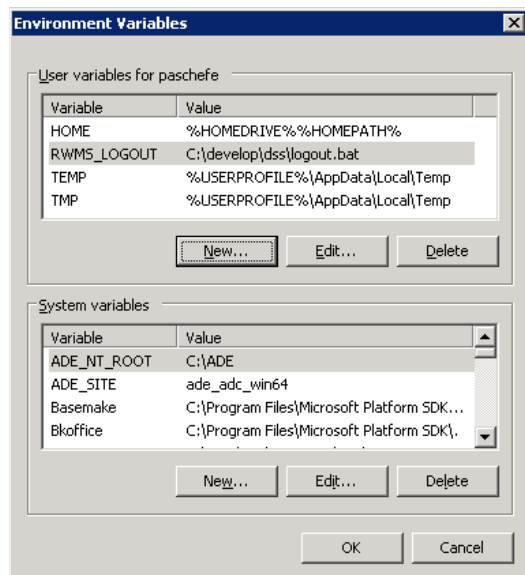 Environment Variables
User variables for paschefe
Variable Value
HOME %HOMEDRIVE%%HOMEPATH%
RWMS_LOGOUT C:\develop\dss\logout.bat
TEMP %USERPROFILE%\AppData\Local\Temp
TMP %USERPROFILE%\AppData\Local\Temp
New... Edit... Delete
System variables
Variable Value
ADE_NT_ROOT C:\ADE
ADE_SITE ade_adc_win64
Basemake C:\Program Files\Microsoft Platform SDK...
Bkoffice C:\Program Files\Microsoft Platform SDK\.
New... Edit... Delete
OK Cancel